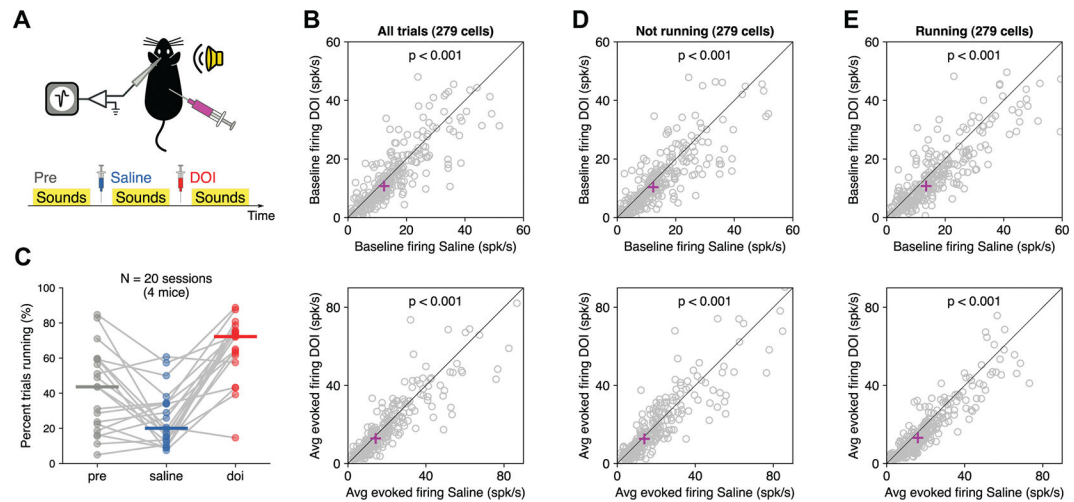 A
Pre
Saline
DOI
Sounds
Sounds
Sounds
Time
B
All trials (279 cells)
p < 0.001
Baseline firing DOI (spk/s)
60
40
20
0
0
20
40
60
Baseline firing Saline (spk/s)
p < 0.001
Avg evoked firing DOI (spk/s)
80
40
0
0
40
80
Avg evoked firing Saline (spk/s)
C
N = 20 sessions
(4 mice)
Percent trials running (%)
100
80
60
40
20
0
pre
saline
doi
D
Not running (279 cells)
p < 0.001
Baseline firing DOI (spk/s)
60
40
20
0
0
20
40
60
Baseline firing Saline (spk/s)
p < 0.001
Avg evoked firing DOI (spk/s)
80
40
0
0
40
80
Avg evoked firing Saline (spk/s)
E
Running (279 cells)
p < 0.001
Baseline firing DOI (spk/s)
60
40
20
0
0
20
40
60
Baseline firing Saline (spk/s)
p < 0.001
Avg evoked firing DOI (spk/s)
80
40
0
0
40
80
Avg evoked firing Saline (spk/s)